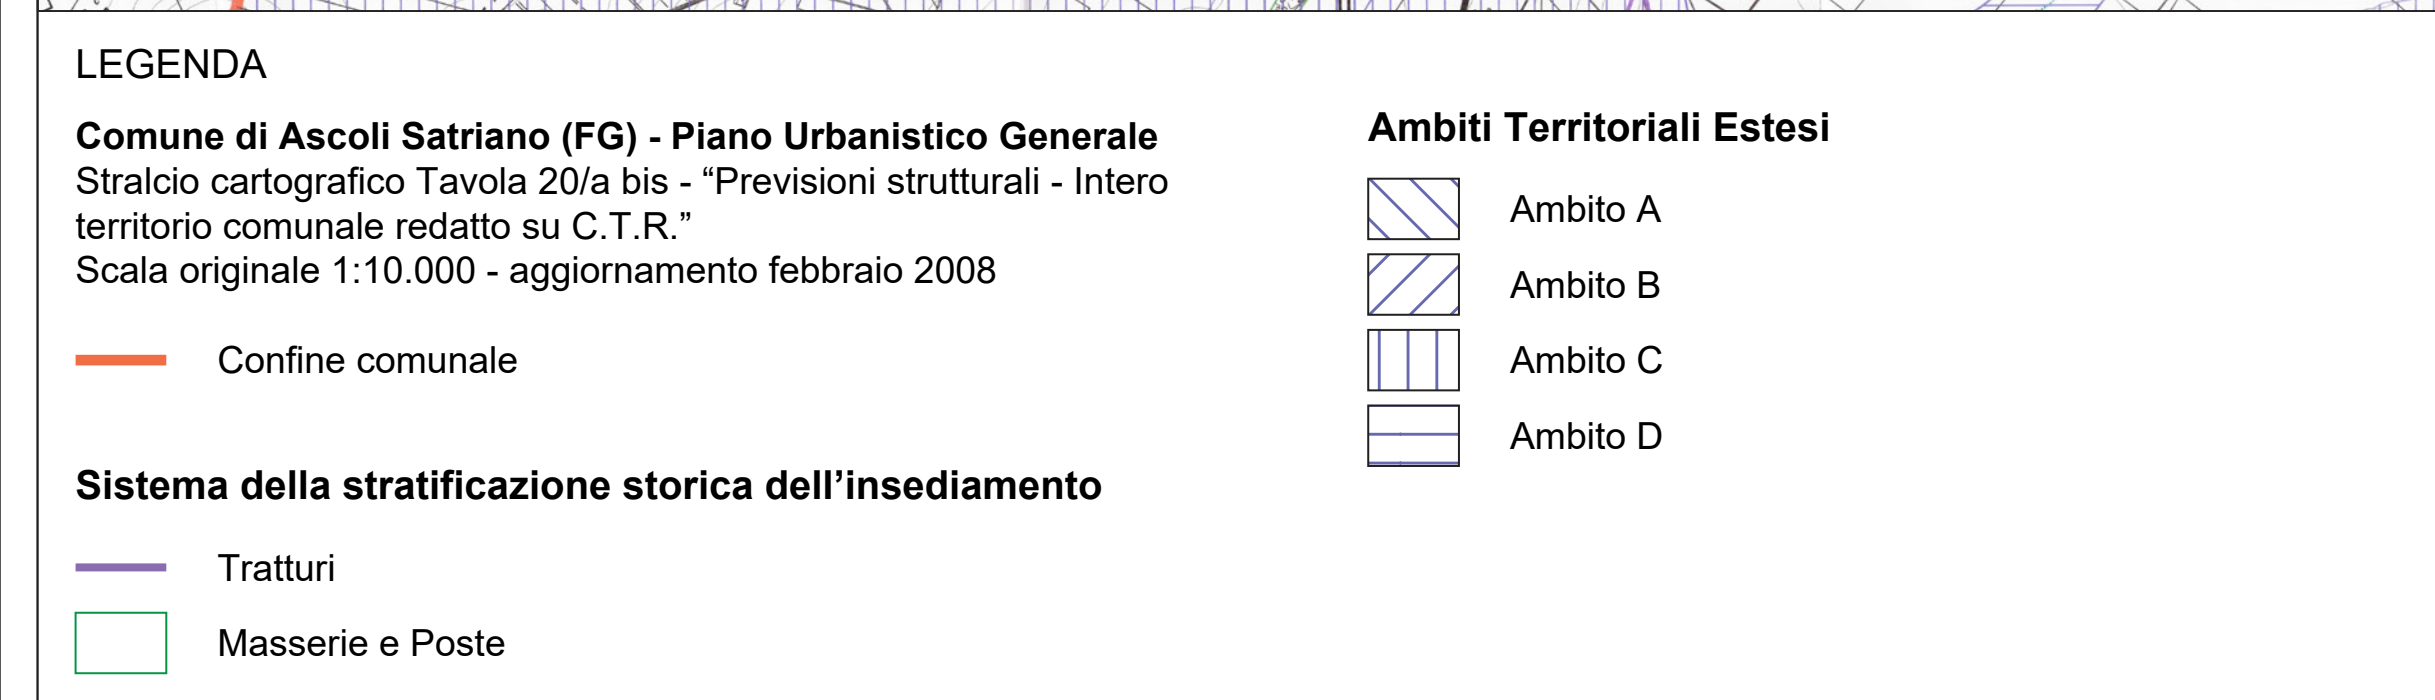 LEGENDA
Comune di Ascoli Satriano (FG) - Piano Urbanistico Generale
Stralcio cartografico Tavola 20/a bis - “Previsioni strutturali - Intero
territorio comunale redatto su C.T.R.”
Scala originale 1:10.000 - aggiornamento febbraio 2008
Confine comunale
Sistema della stratificazione storica dell’insediamento
Tratturi
Masserie e Poste
Ambiti Territoriali Estesi
Ambito A
Ambito B
Ambito C
Ambito D